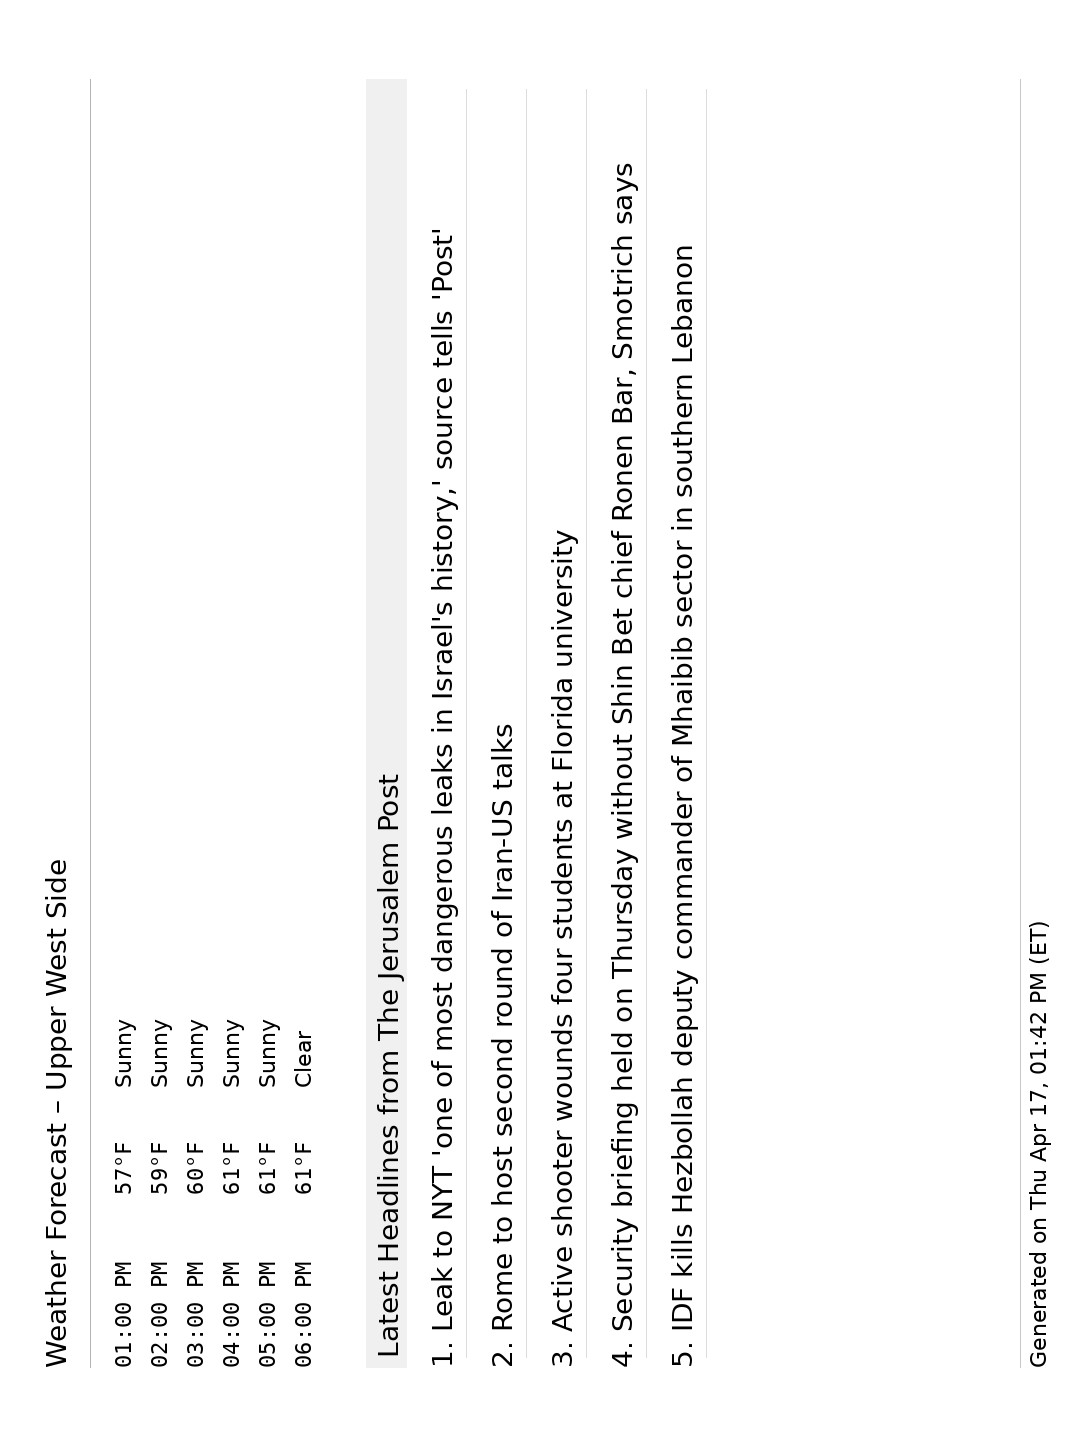 Weather Forecast – Upper West Side
01:00 PM 57°F Sunny
02:00 PM 59°F Sunny
03:00 PM 60°F Sunny
04:00 PM 61°F Sunny
05:00 PM 61°F Sunny
06:00 PM 61°F Clear
Latest Headlines from The Jerusalem Post
1. Leak to NYT 'one of most dangerous leaks in Israel's history,' source tells 'Post'
2. Rome to host second round of Iran-US talks
3. Active shooter wounds four students at Florida university
4. Security briefing held on Thursday without Shin Bet chief Ronen Bar, Smotrich says
5. IDF kills Hezbollah deputy commander of Mhaibib sector in southern Lebanon
Generated on Thu Apr 17, 01:42 PM (ET)